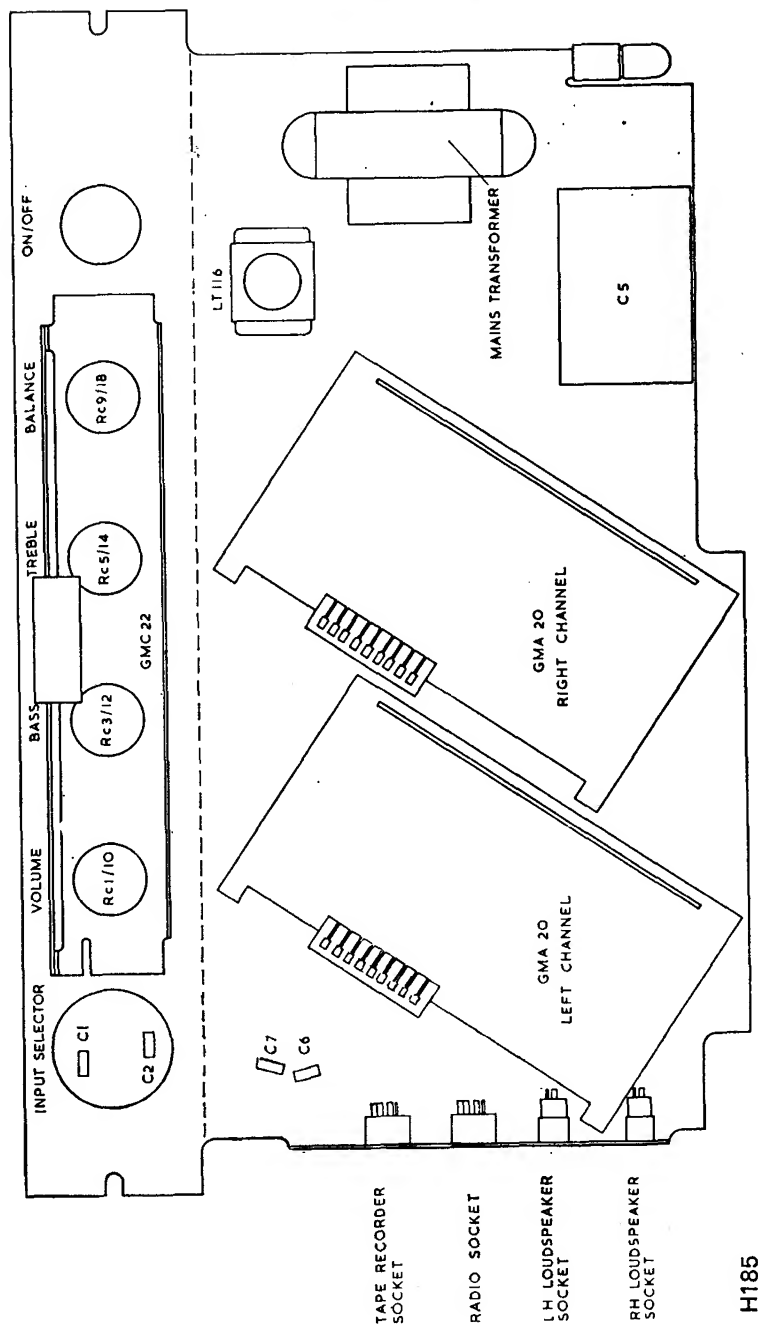 INPUT SELECTOR
VOLUME
BASS
TREBLE
BALANCE
ON/OFF
C1
C2
Rc1/10
Rc3/12
Rc5/14
Rc9/18
GMC 22
LT116
C7
C6
GMA 20
LEFT CHANNEL
GMA 20
RIGHT CHANNEL
MAINS TRANSFORMER
C5
TAPE RECORDER
SOCKET
RADIO SOCKET
LH LOUDSPEAKER
SOCKET
RH LOUDSPEAKER
SOCKET
H185